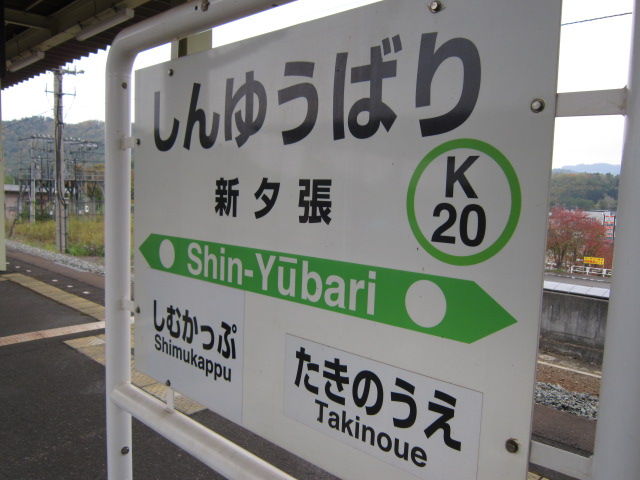 しんゆうばり
新夕張
K
20
Shin-Yūbari
しむかっぷ
Shimukappu
たきのうえ
Takinoue